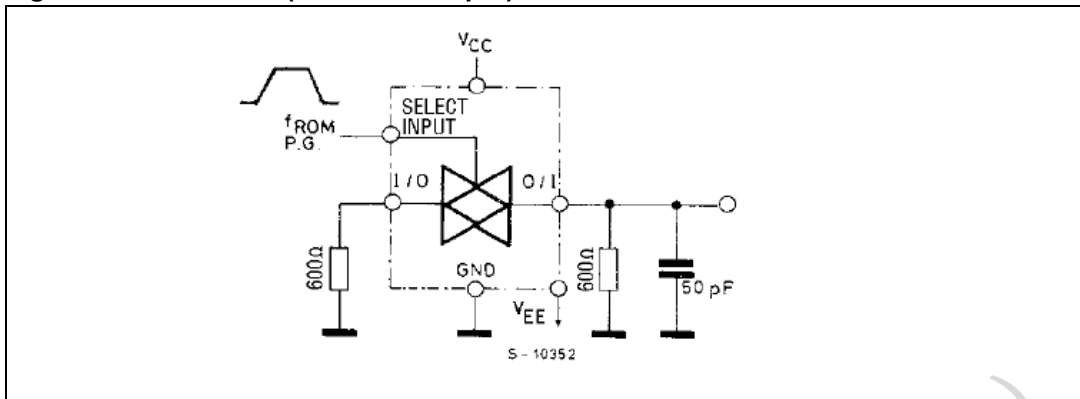 VCC
SELECT
INPUT
fROM
P.G.
I/O
O/I
600Ω
GND
VEE
600Ω
50 pF
S-10352